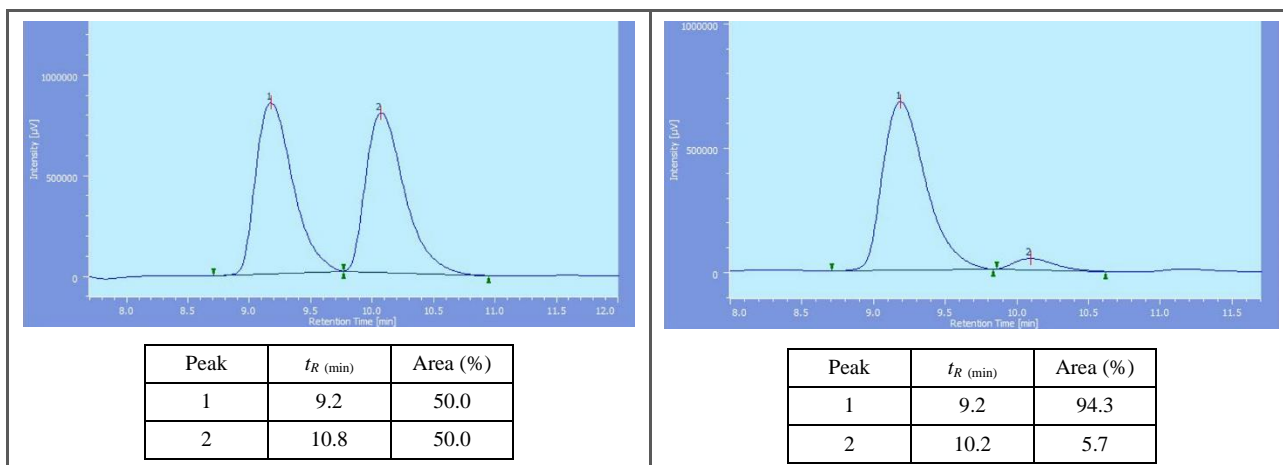 1000000
500000
0
Intensity [µV]
1
2
8.0 8.5 9.0 9.5 10.0 10.5 11.0 11.5 12.0
Retention Time [min]
Peak tR (min) Area (%)
1 9.2 50.0
2 10.8 50.0
1000000
500000
0
Intensity [µV]
1
2
8.0 8.5 9.0 9.5 10.0 10.5 11.0 11.5
Retention Time [min]
Peak tR (min) Area (%)
1 9.2 94.3
2 10.2 5.7